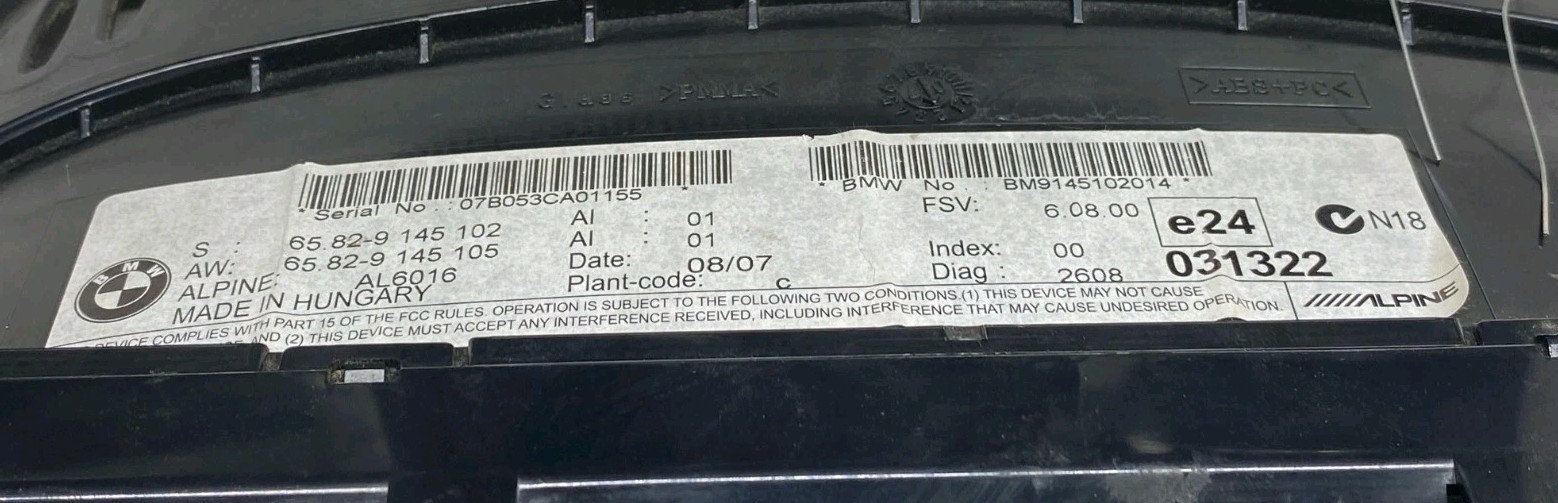 Glass >PMMA<
>ABS+PC<
* Serial No.: 07B053CA01155 *
* BMW No.: BM9145102014 *
S : 65.82-9 145 102 AI : 01 FSV: 6.08.00
AW: 65.82-9 145 105 AI : 01
ALPINE: AL6016 Date: 08/07 Index: 00
MADE IN HUNGARY Plant-code: C Diag : 2608
BMW
e24
031322
N18
DEVICE COMPLIES WITH PART 15 OF THE FCC RULES. OPERATION IS SUBJECT TO THE FOLLOWING TWO CONDITIONS.(1) THIS DEVICE MAY NOT CAUSE
AND (2) THIS DEVICE MUST ACCEPT ANY INTERFERENCE RECEIVED, INCLUDING INTERFERENCE THAT MAY CAUSE UNDESIRED OPERATION.
ALPINE